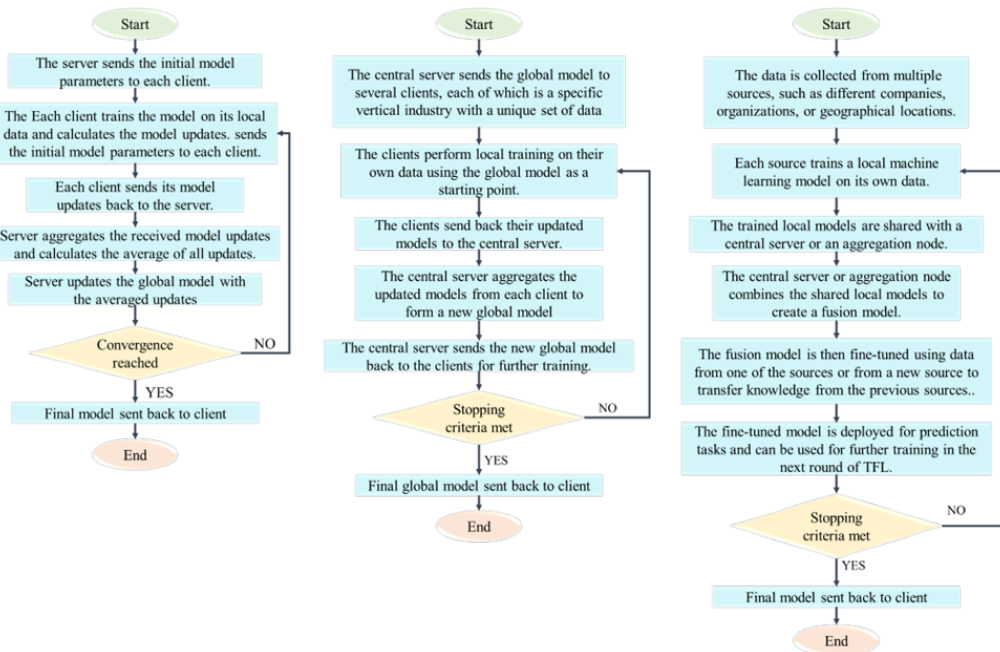 Start
The server sends the initial model
parameters to each client.
The Each client trains the model on its local
data and calculates the model updates. sends
the initial model parameters to each client.
Each client sends its model
updates back to the server.
Server aggregates the received model updates
and calculates the average of all updates.
Server updates the global model with
the averaged updates
Convergence
reached
NO
YES
Final model sent back to client
End
Start
The central server sends the global model to
several clients, each of which is a specific
vertical industry with a unique set of data
The clients perform local training on their
own data using the global model as a
starting point.
The clients send back their updated
models to the central server.
The central server aggregates the
updated models from each client to
form a new global model
The central server sends the new global model
back to the clients for further training.
Stopping
criteria met
NO
YES
Final global model sent back to client
End
Start
The data is collected from multiple
sources, such as different companies,
organizations, or geographical locations.
Each source trains a local machine
learning model on its own data.
The trained local models are shared with a
central server or an aggregation node.
The central server or aggregation node
combines the shared local models to
create a fusion model.
The fusion model is then fine-tuned using data
from one of the sources or from a new source to
transfer knowledge from the previous sources..
The fine-tuned model is deployed for prediction
tasks and can be used for further training in the
next round of TFL.
Stopping
criteria met
NO
YES
Final model sent back to client
End